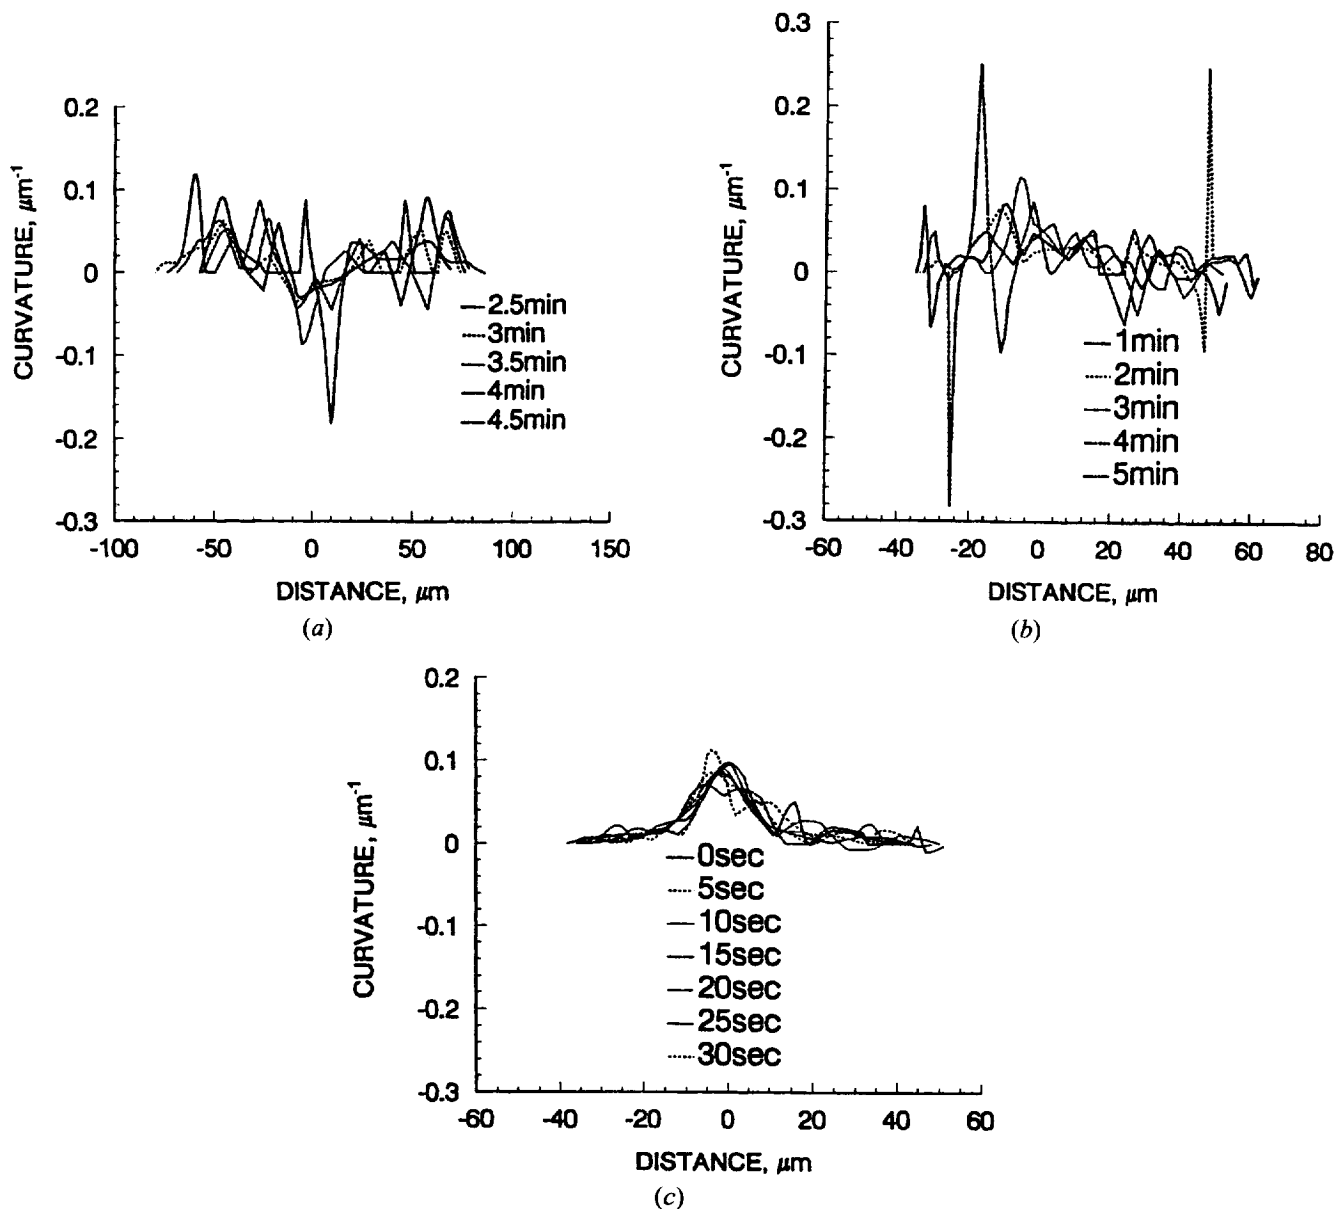 0.2
0.1
0
-0.1
-0.2
-0.3
CURVATURE, μm⁻¹
-100 -50 0 50 100 150
DISTANCE, μm
2.5min
3min
3.5min
4min
4.5min
(a)
0.3
0.2
0.1
0
-0.1
-0.2
-0.3
CURVATURE, μm⁻¹
-60 -40 -20 0 20 40 60 80
DISTANCE, μm
1min
2min
3min
4min
5min
(b)
0.2
0.1
0
-0.1
-0.2
-0.3
CURVATURE, μm⁻¹
-60 -40 -20 0 20 40 60
DISTANCE, μm
0sec
5sec
10sec
15sec
20sec
25sec
30sec
(c)